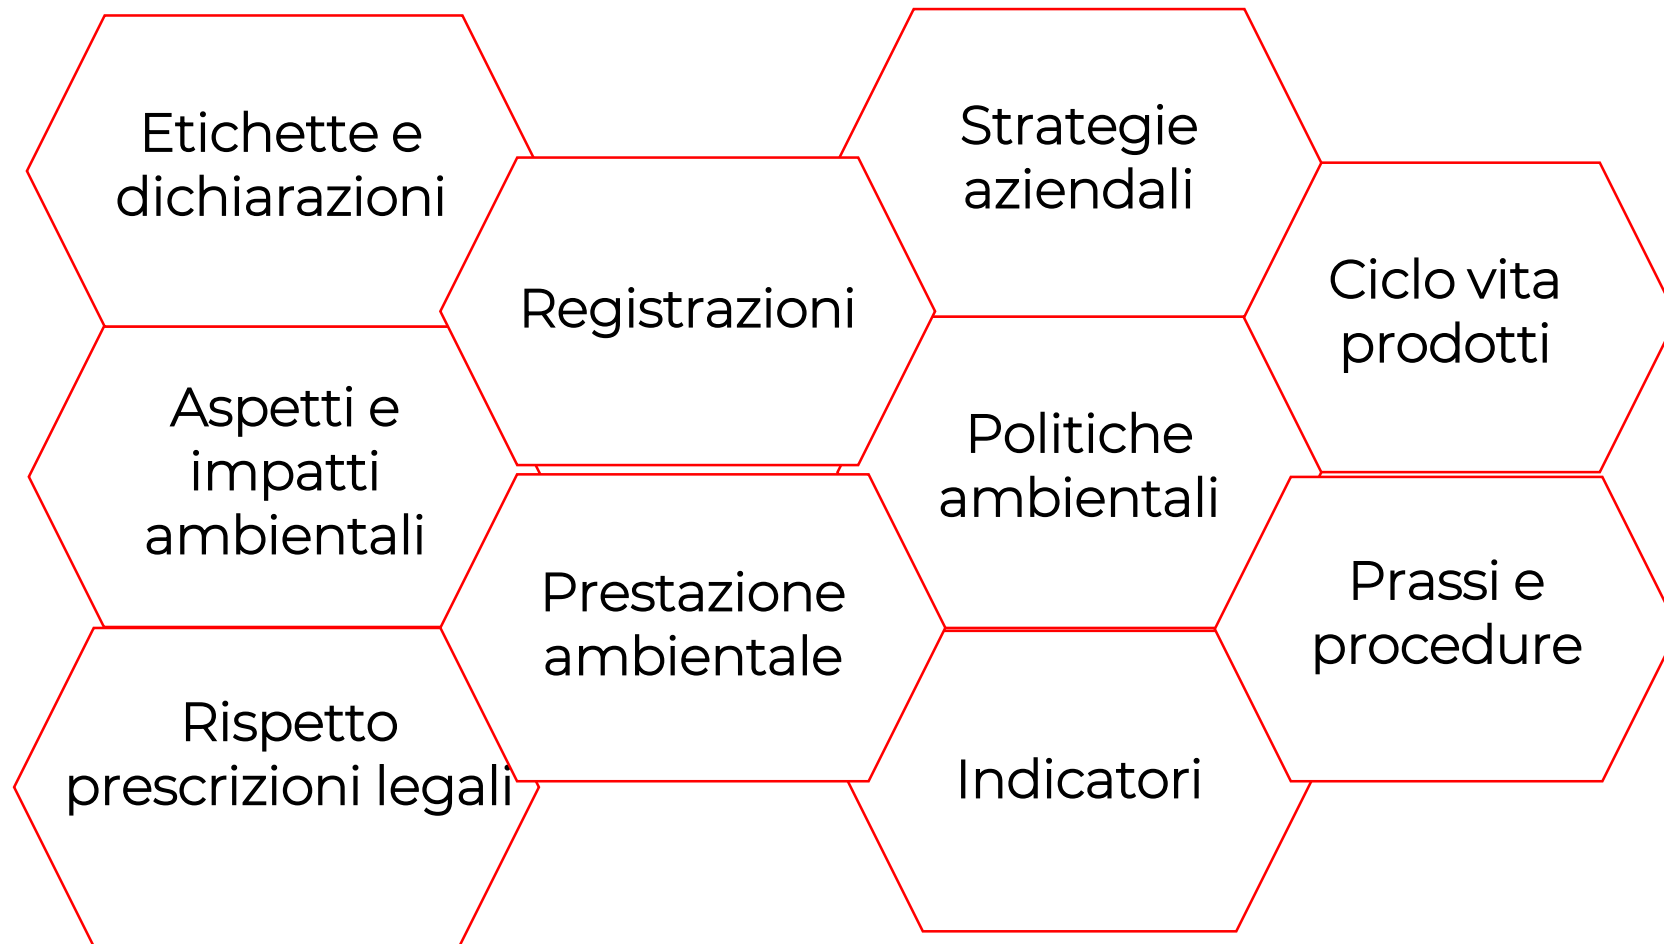 Etichette e
dichiarazioni
Aspetti e
impatti
ambientali
Rispetto
prescrizioni legali
Registrazioni
Prestazione
ambientale
Strategie
aziendali
Politiche
ambientali
Indicatori
Ciclo vita
prodotti
Prassi e
procedure